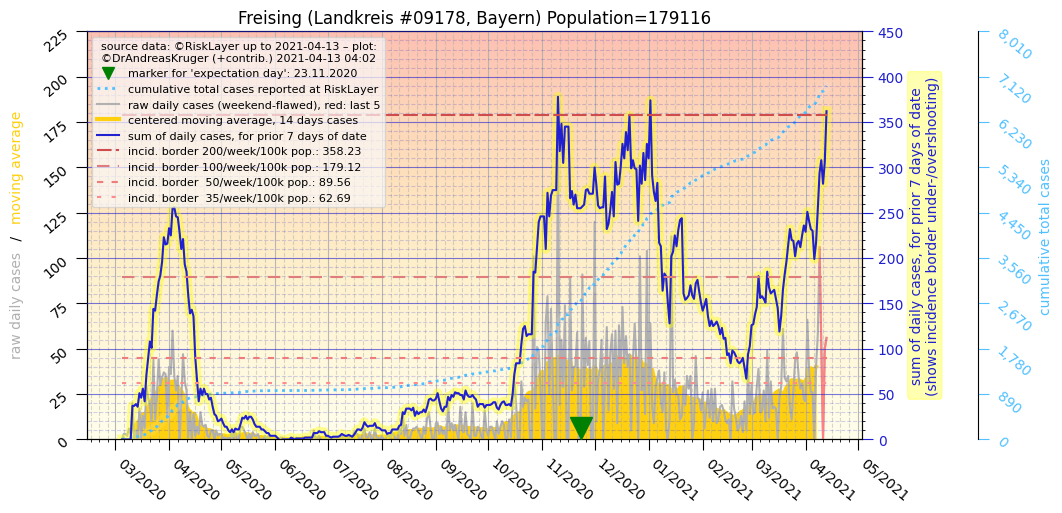 Freising (Landkreis #09178, Bayern) Population=179116
source data: ©RiskLayer up to 2021-04-13 – plot:
©DrAndreasKruger (+contrib.) 2021-04-13 04:02
marker for 'expectation day': 23.11.2020
cumulative total cases reported at RiskLayer
raw daily cases (weekend-flawed), red: last 5
centered moving average, 14 days cases
sum of daily cases, for prior 7 days of date
incid. border 200/week/100k pop.: 358.23
incid. border 100/week/100k pop.: 179.12
incid. border  50/week/100k pop.: 89.56
incid. border  35/week/100k pop.: 62.69
raw daily cases  /  moving average
225
200
175
150
125
100
75
50
25
0
03/2020
04/2020
05/2020
06/2020
07/2020
08/2020
09/2020
10/2020
11/2020
12/2020
01/2021
02/2021
03/2021
04/2021
05/2021
450
400
350
300
250
200
150
100
50
0
sum of daily cases, for prior 7 days of date
(shows incidence border under-/overshooting)
8,010
7,120
6,230
5,340
4,450
3,560
2,670
1,780
890
0
cumulative total cases